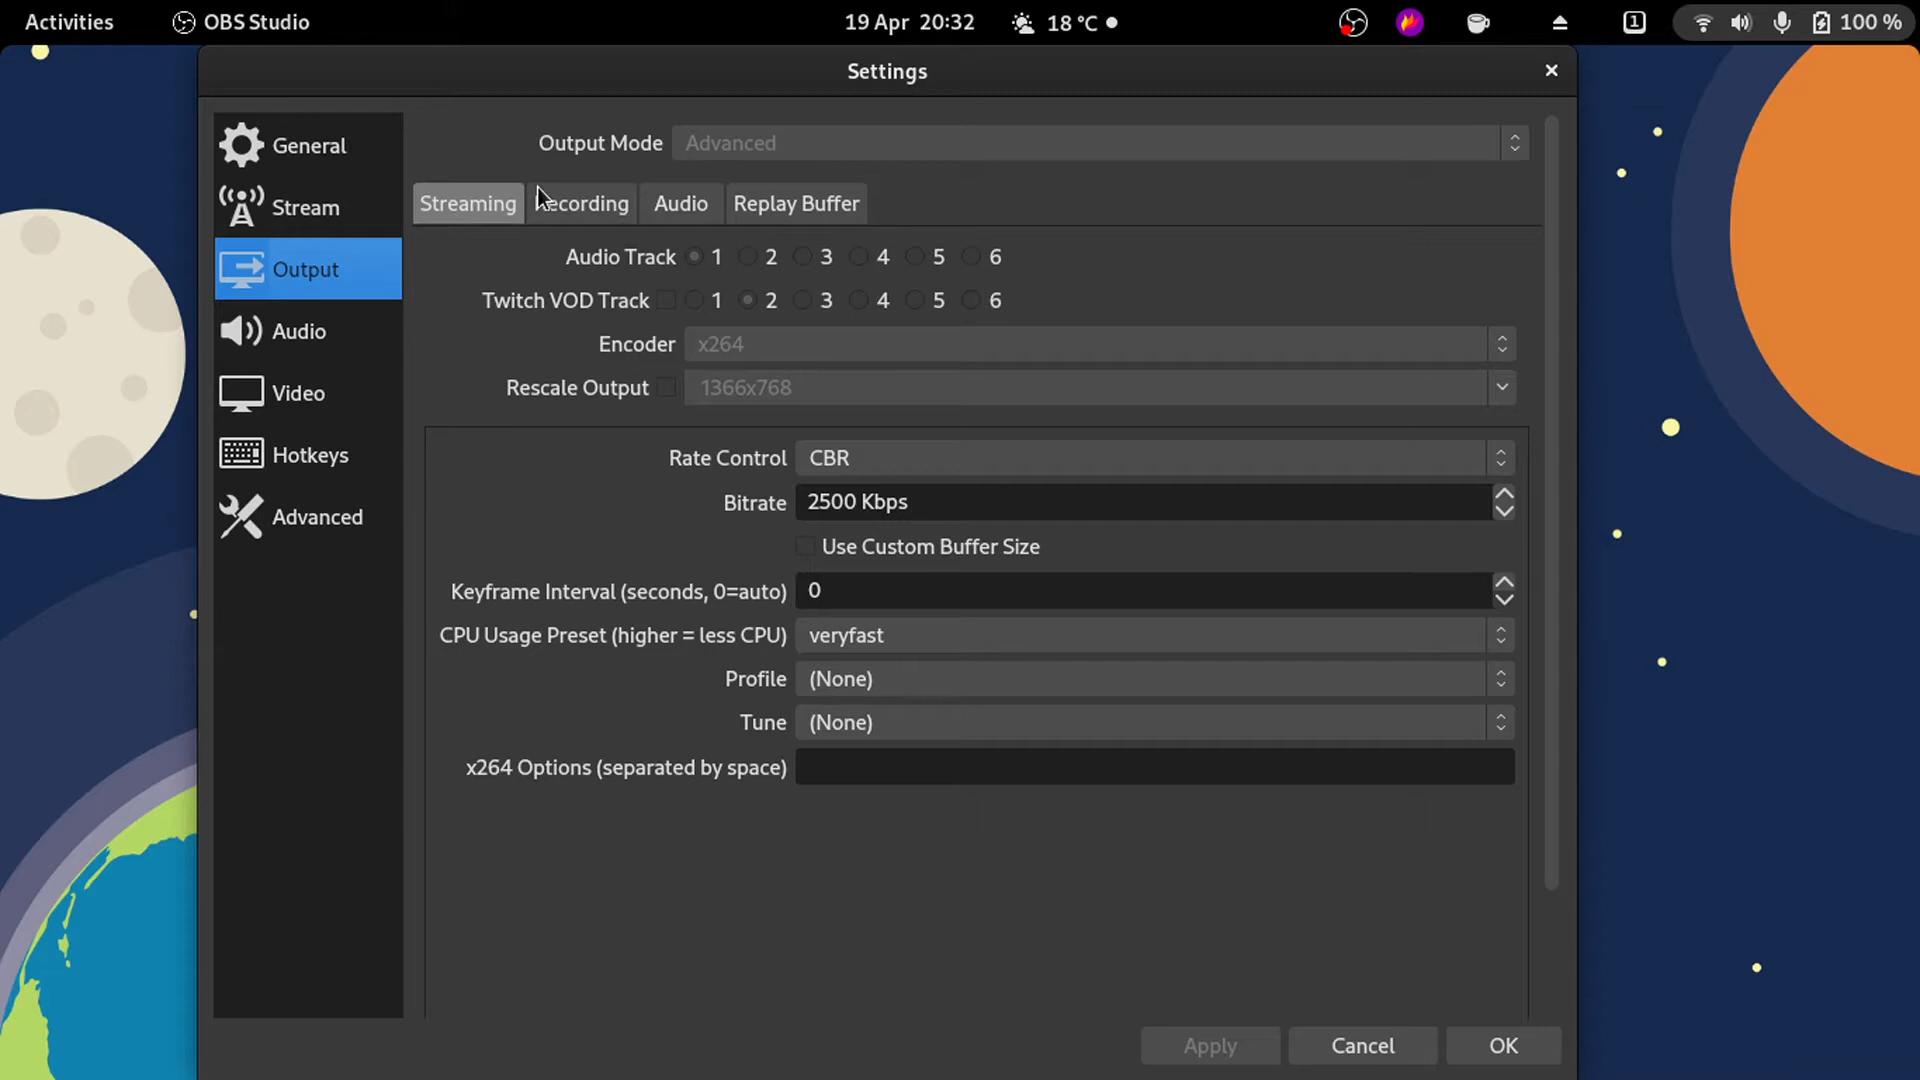 Activities OBS Studio 19 Apr 20:32 18 °C 1 100 %
Settings
General
Stream
Output
Audio
Video
Hotkeys
Advanced
Output Mode Advanced
Streaming Recording Audio Replay Buffer
Audio Track 1 2 3 4 5 6
Twitch VOD Track 1 2 3 4 5 6
Encoder x264
Rescale Output 1366x768
Rate Control CBR
Bitrate 2500 Kbps
Use Custom Buffer Size
Keyframe Interval (seconds, 0=auto) 0
CPU Usage Preset (higher = less CPU) veryfast
Profile (None)
Tune (None)
x264 Options (separated by space)
Apply Cancel OK